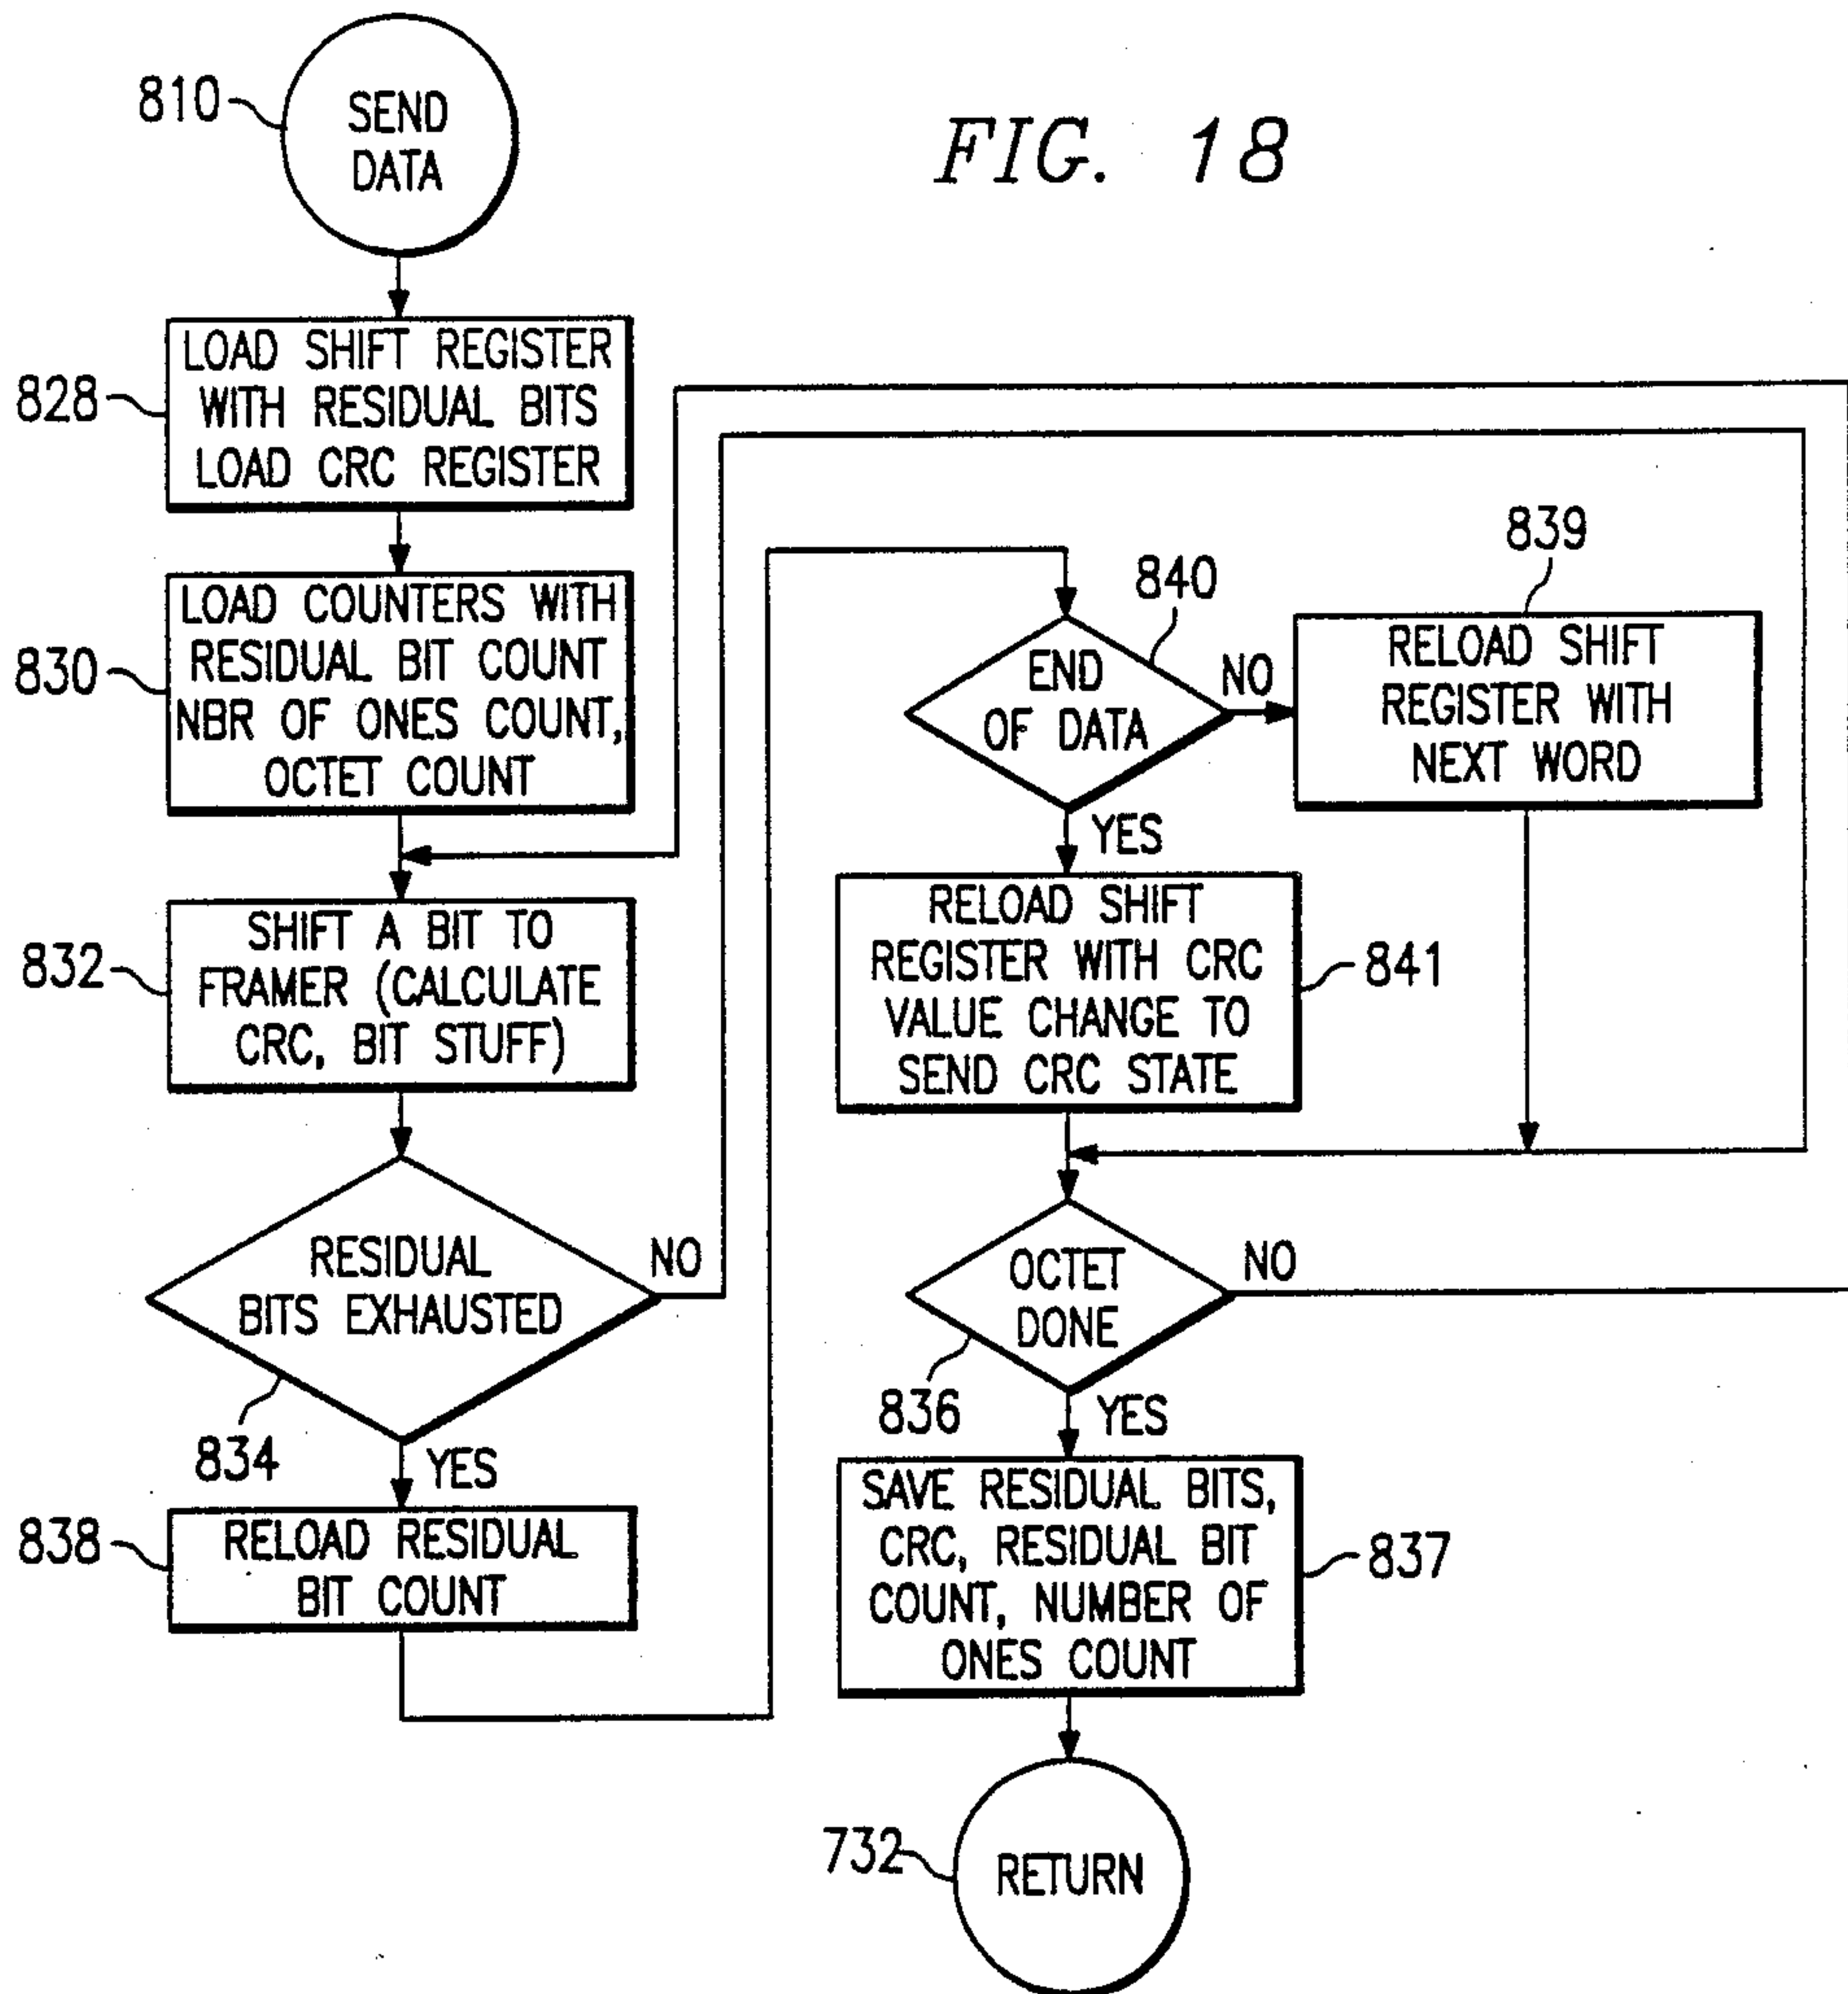 FIG. 18
810
SEND
DATA
828
LOAD SHIFT REGISTER
WITH RESIDUAL BITS
LOAD CRC REGISTER
830
LOAD COUNTERS WITH
RESIDUAL BIT COUNT
NBR OF ONES COUNT,
OCTET COUNT
832
SHIFT A BIT TO
FRAMER (CALCULATE
CRC, BIT STUFF)
RESIDUAL
BITS EXHAUSTED
NO
834
YES
838
RELOAD RESIDUAL
BIT COUNT
840
END
OF DATA
NO
839
RELOAD SHIFT
REGISTER WITH
NEXT WORD
YES
RELOAD SHIFT
REGISTER WITH CRC
VALUE CHANGE TO
SEND CRC STATE
841
OCTET
DONE
NO
836
YES
SAVE RESIDUAL BITS,
CRC, RESIDUAL BIT
COUNT, NUMBER OF
ONES COUNT
837
732
RETURN